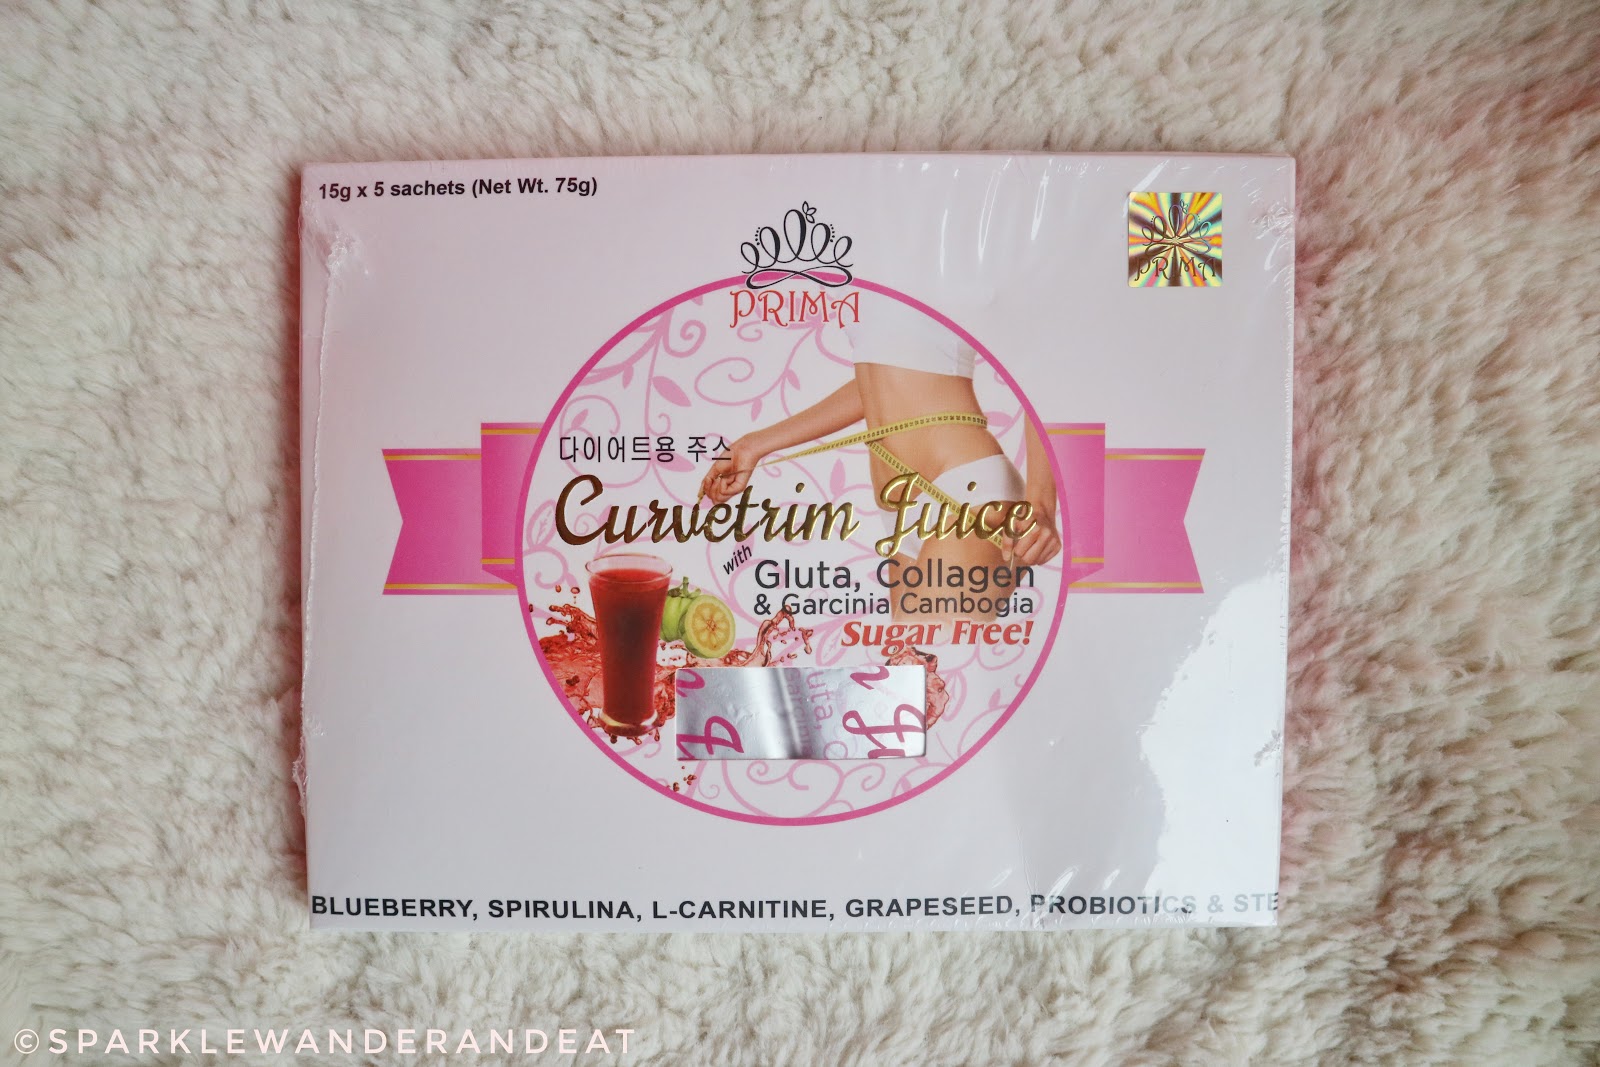 15g x 5 sachets (Net Wt. 75g)
PRIMA
PRIMA
다이어트용 주스
Curvetrim Juice
with
Gluta, Collagen
& Garcinia Cambogia
Sugar Free!
BLUEBERRY, SPIRULINA, L-CARNITINE, GRAPESEED, PROBIOTICS & STE
©SPARKLEWANDERANDEAT